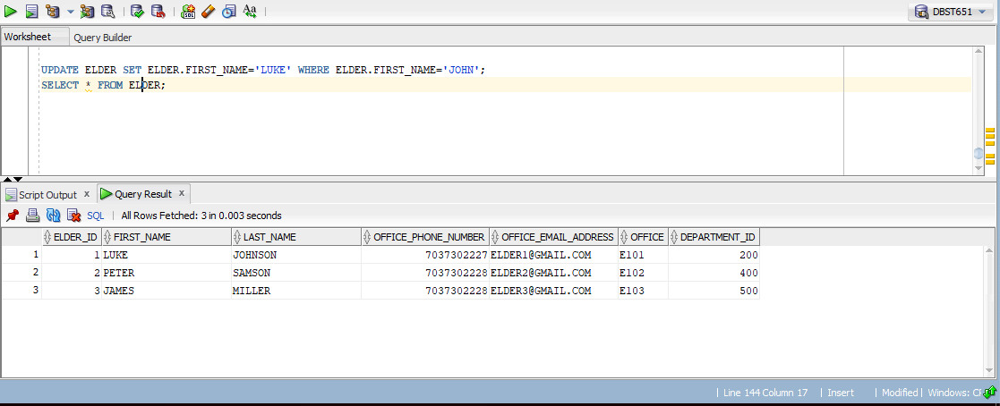 SQL
Aa
DBST651
Worksheet Query Builder
UPDATE ELDER SET ELDER.FIRST_NAME='LUKE' WHERE ELDER.FIRST_NAME='JOHN';
SELECT * FROM ELDER;
Script Output x Query Result x
SQL | All Rows Fetched: 3 in 0.003 seconds
ELDER_ID FIRST_NAME LAST_NAME OFFICE_PHONE_NUMBER OFFICE_EMAIL_ADDRESS OFFICE DEPARTMENT_ID
1 1 LUKE JOHNSON 7037302227 ELDER1@GMAIL.COM E101 200
2 2 PETER SAMSON 7037302228 ELDER2@GMAIL.COM E102 400
3 3 JAMES MILLER 7037302228 ELDER3@GMAIL.COM E103 500
| Line 144 Column 17 | Insert | Modified | Windows: